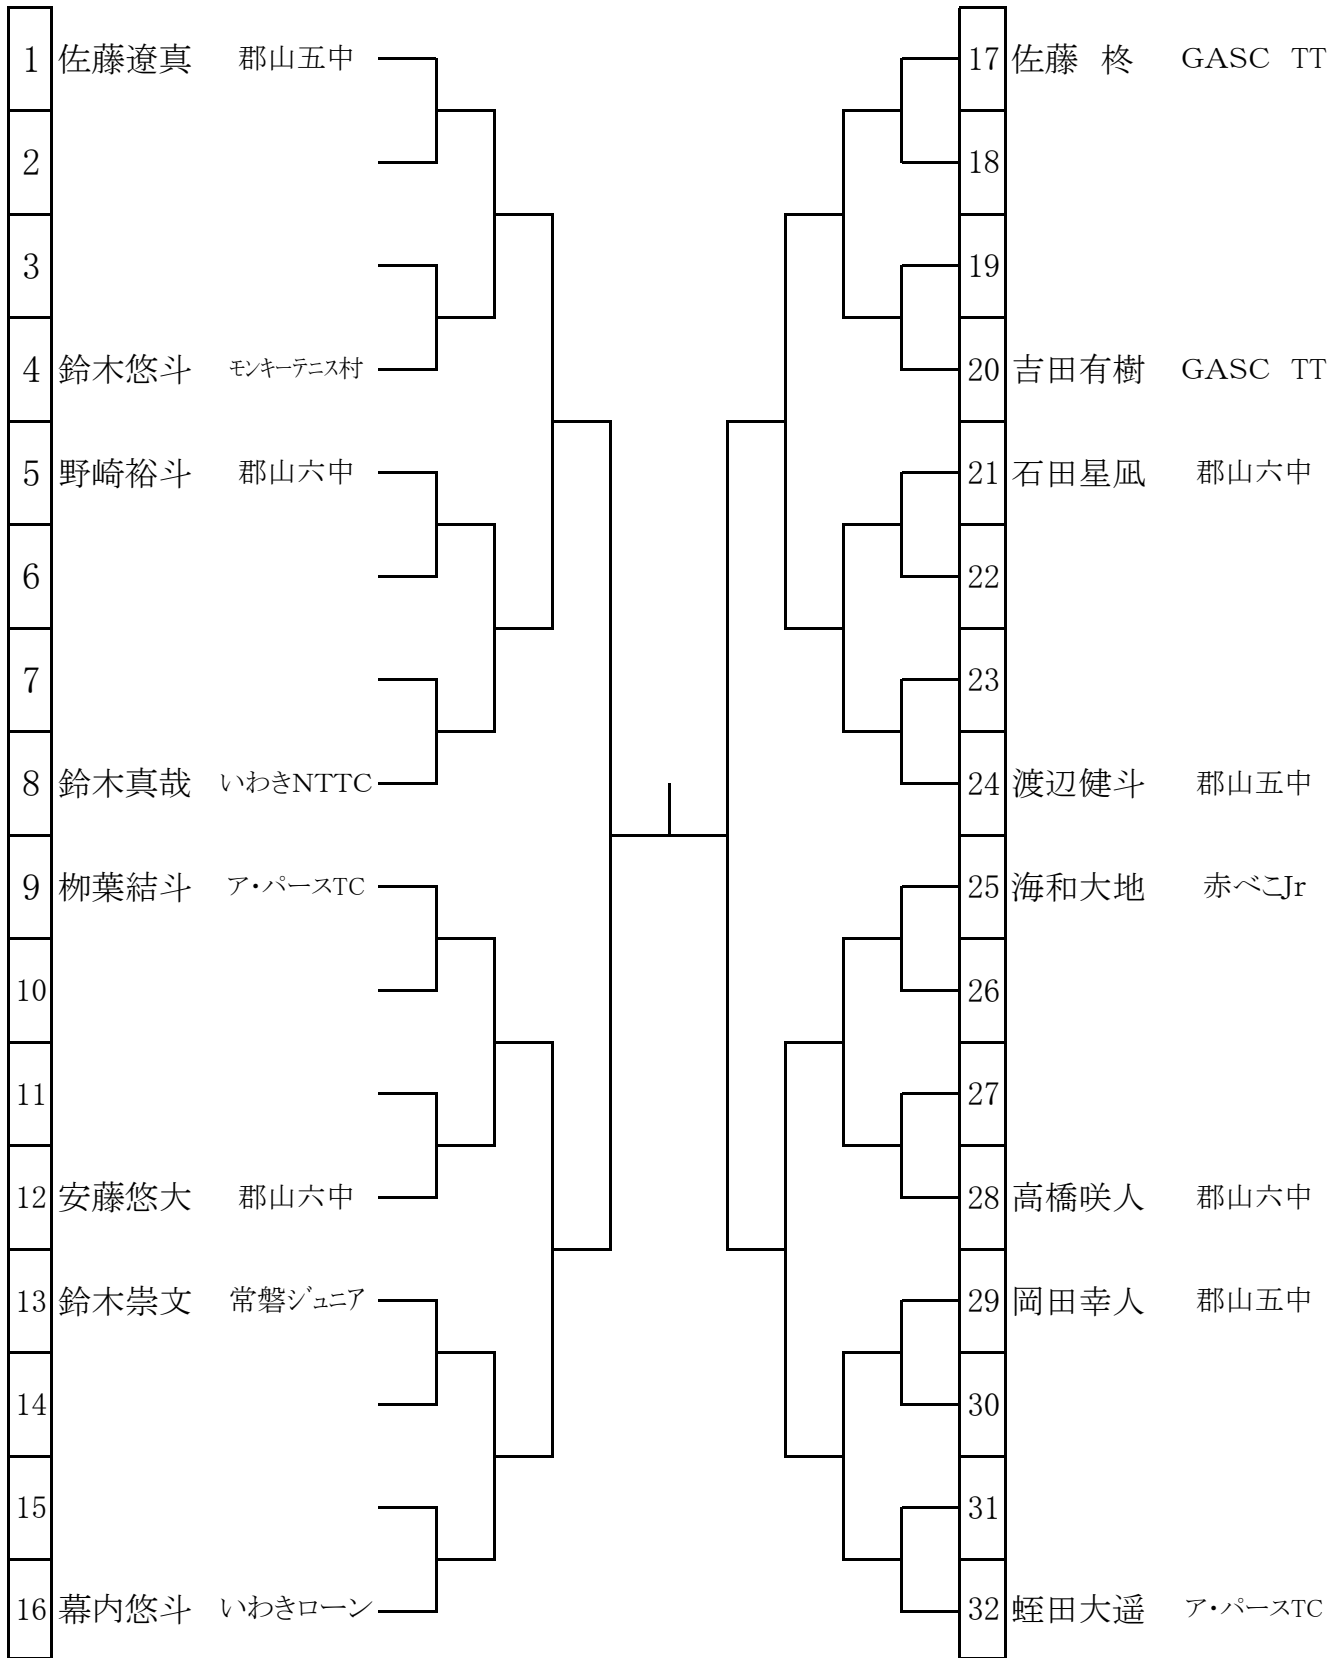 1 佐藤遼真 郡山五中
2
3
4 鈴木悠斗 モンキーテニス村
5 野崎裕斗 郡山六中
6
7
8 鈴木真哉 いわきNTTC
9 栁葉結斗 ア・パースTC
10
11
12 安藤悠大 郡山六中
13 鈴木崇文 常磐ジュニア
14
15
16 幕内悠斗 いわきローン
17 佐藤 柊 GASC TT
18
19
20 吉田有樹 GASC TT
21 石田星凪 郡山六中
22
23
24 渡辺健斗 郡山五中
25 海和大地 赤べこJr
26
27
28 高橋咲人 郡山六中
29 岡田幸人 郡山五中
30
31
32 蛭田大遥 ア・パースTC